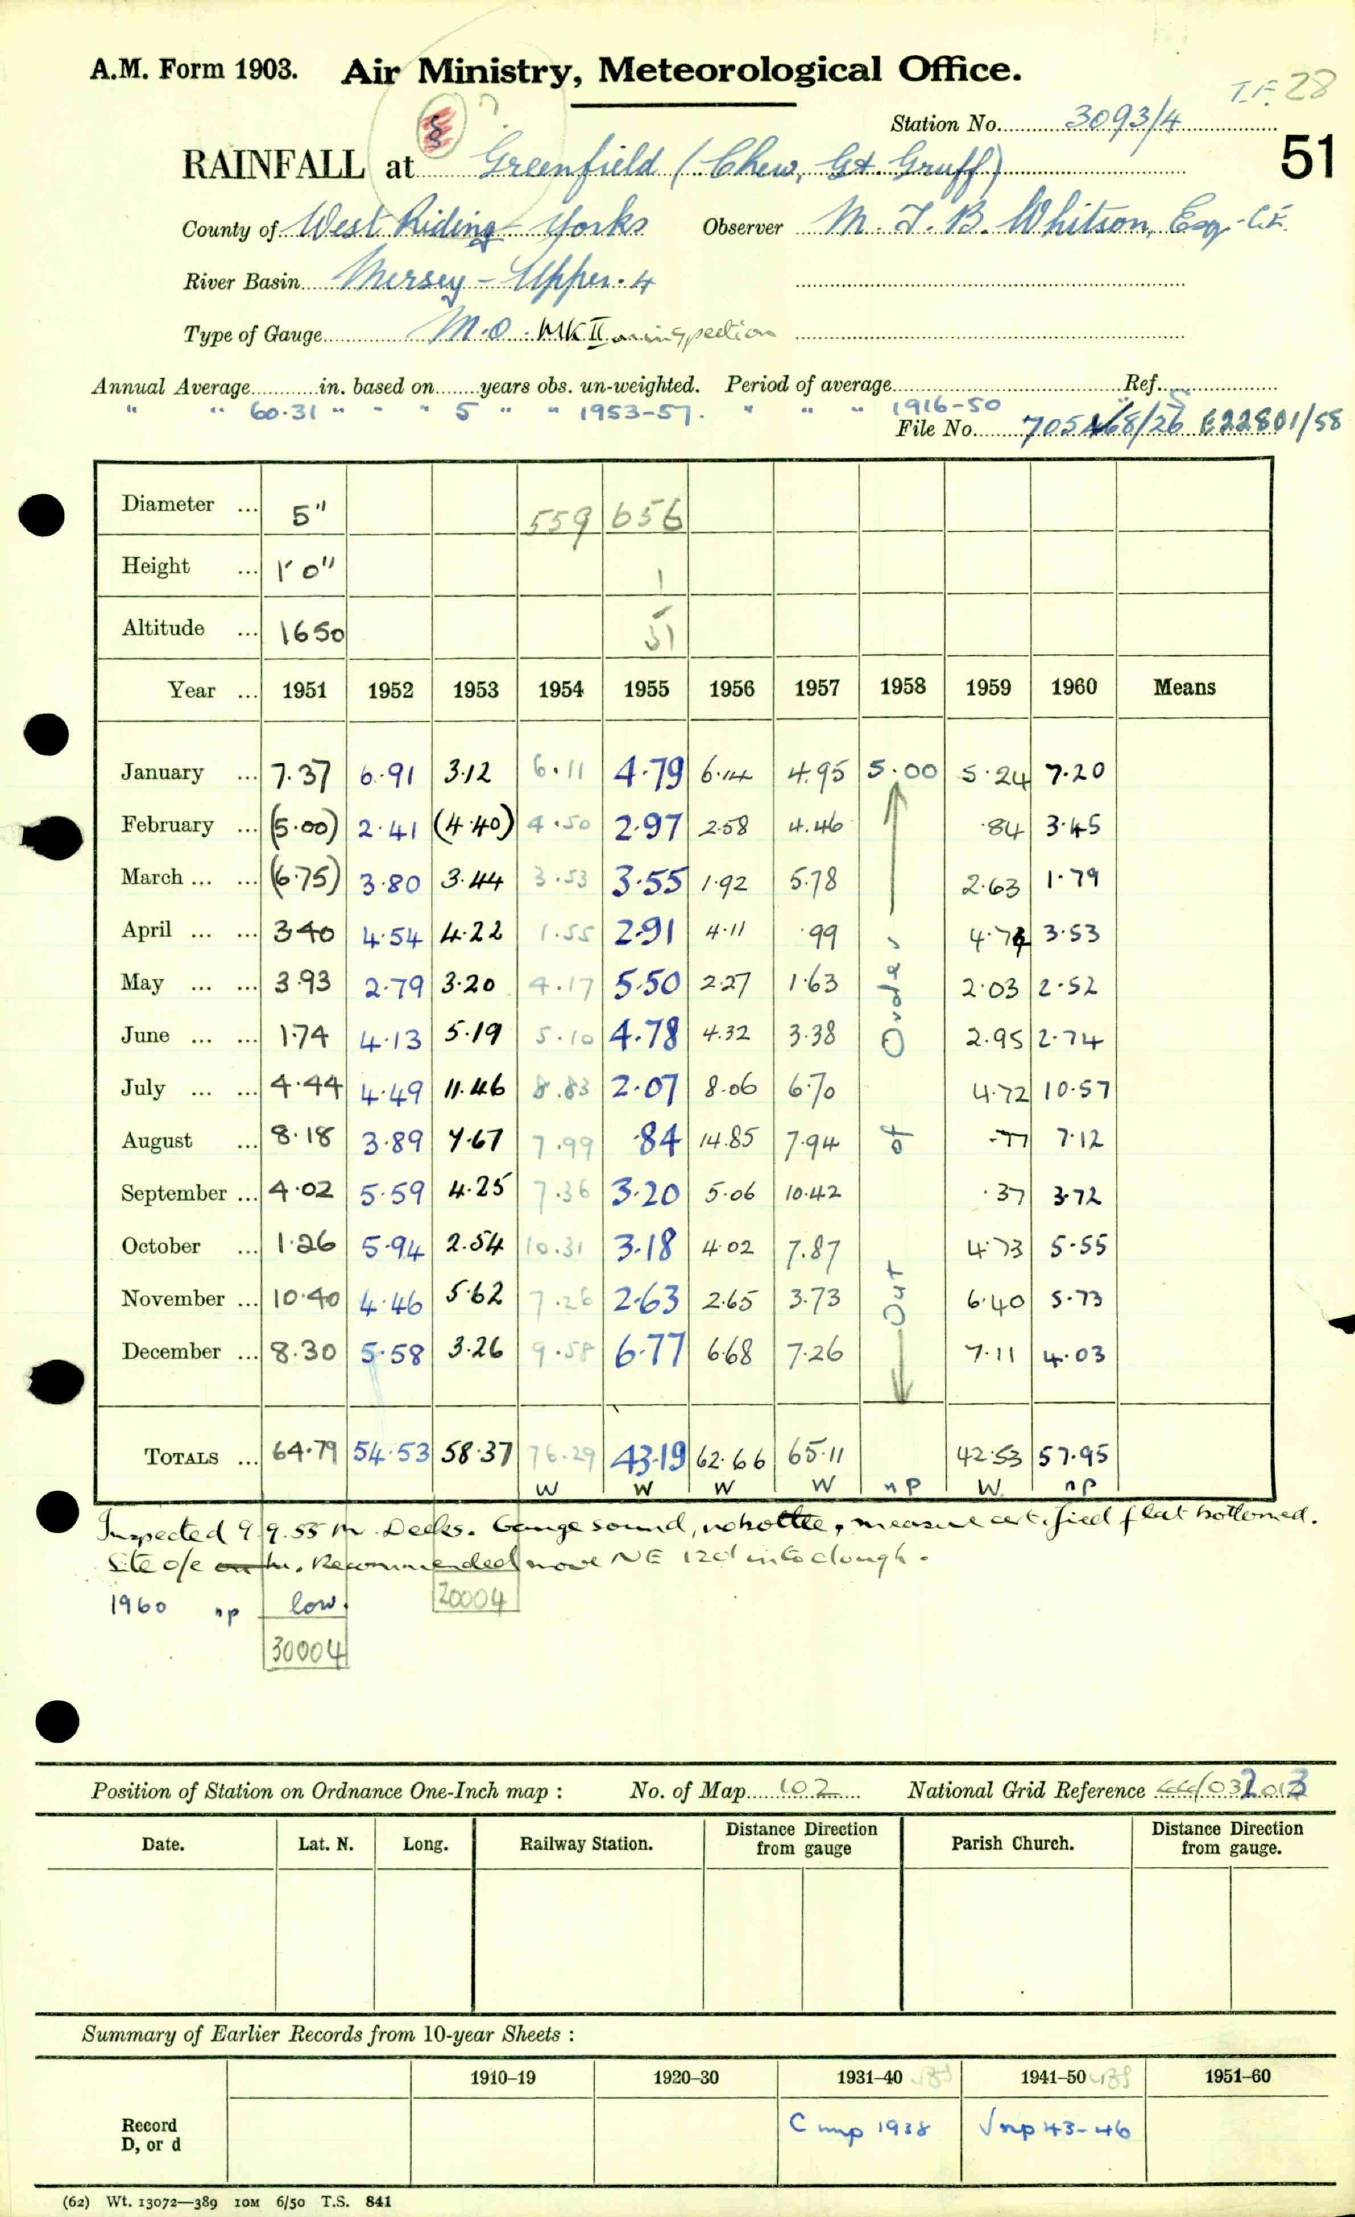 A.M. Form 1903. Air Ministry, Meteorological Office.
I.F. 28
Station No. 3093/4
51
RAINFALL at Greenfield (Chew, Gt. Gruff)
County of West Riding Yorks Observer M. J. B. Whitson, Esq. C.E.
River Basin Mersey - Upper. 4
Type of Gauge M.O. MK II on inspection
Annual Average in. based on years obs. un-weighted. Period of average Ref.
" " 60.31 " " " 5 " " 1953-57. " " " 1916-50
File No. E22801/58
Diameter ... 5" 559 656
Height ... 1' 0" 1
Altitude ... 1650 51
Year ... 1951 1952 1953 1954 1955 1956 1957 1958 1959 1960 Means
January ... 7.37 6.91 3.12 6.11 4.79 6.14 4.95 5.00 5.24 7.20
February ... (5.00) 2.41 (4.40) 4.50 2.97 2.58 4.46 .84 3.45
March ... ... (6.75) 3.80 3.44 3.53 3.55 1.92 5.78 2.63 1.79
April ... ... 3.40 4.54 4.22 1.55 2.91 4.11 .99 4.74 3.53
May ... ... 3.93 2.79 3.20 4.17 5.50 2.27 1.63 2.03 2.52
June ... ... 1.74 4.13 5.19 5.10 4.78 4.32 3.38 2.95 2.74
July ... ... 4.44 4.49 11.46 8.83 2.07 8.06 6.70 4.72 10.57
August ... 8.18 3.89 7.67 7.99 .84 14.85 7.94 .77 7.12
September ... 4.02 5.59 4.25 7.36 3.20 5.06 10.42 .37 3.72
October ... 1.26 5.94 2.54 10.31 3.18 4.02 7.87 4.73 5.55
November ... 10.40 4.46 5.62 7.26 2.63 2.65 3.73 6.40 5.73
December ... 8.30 5.58 3.26 9.58 6.77 6.68 7.26 7.11 4.03
Out of Order
TOTALS ... 64.79 54.53 58.37 76.29 43.19 62.66 65.11 42.53 57.95
W W W W np W np
Inspected 9.9.55 Mr. Deeks. Gauge sound, no bottle, measure certified flat bottomed.
Site o/e Recommended move NE 12d into clough.
1960 np low. 20004
30004
Position of Station on Ordnance One-Inch map : No. of Map 102 National Grid Reference 44/032013
Date. Lat. N. Long. Railway Station. Distance Direction from gauge Parish Church. Distance Direction from gauge.
Summary of Earlier Records from 10-year Sheets :
1910–19 1920–30 1931–40 1941–50 1951–60
Record D, or d C mp 1938 √ np 43-46
(62) Wt. 13072—389 10M 6/50 T.S. 841